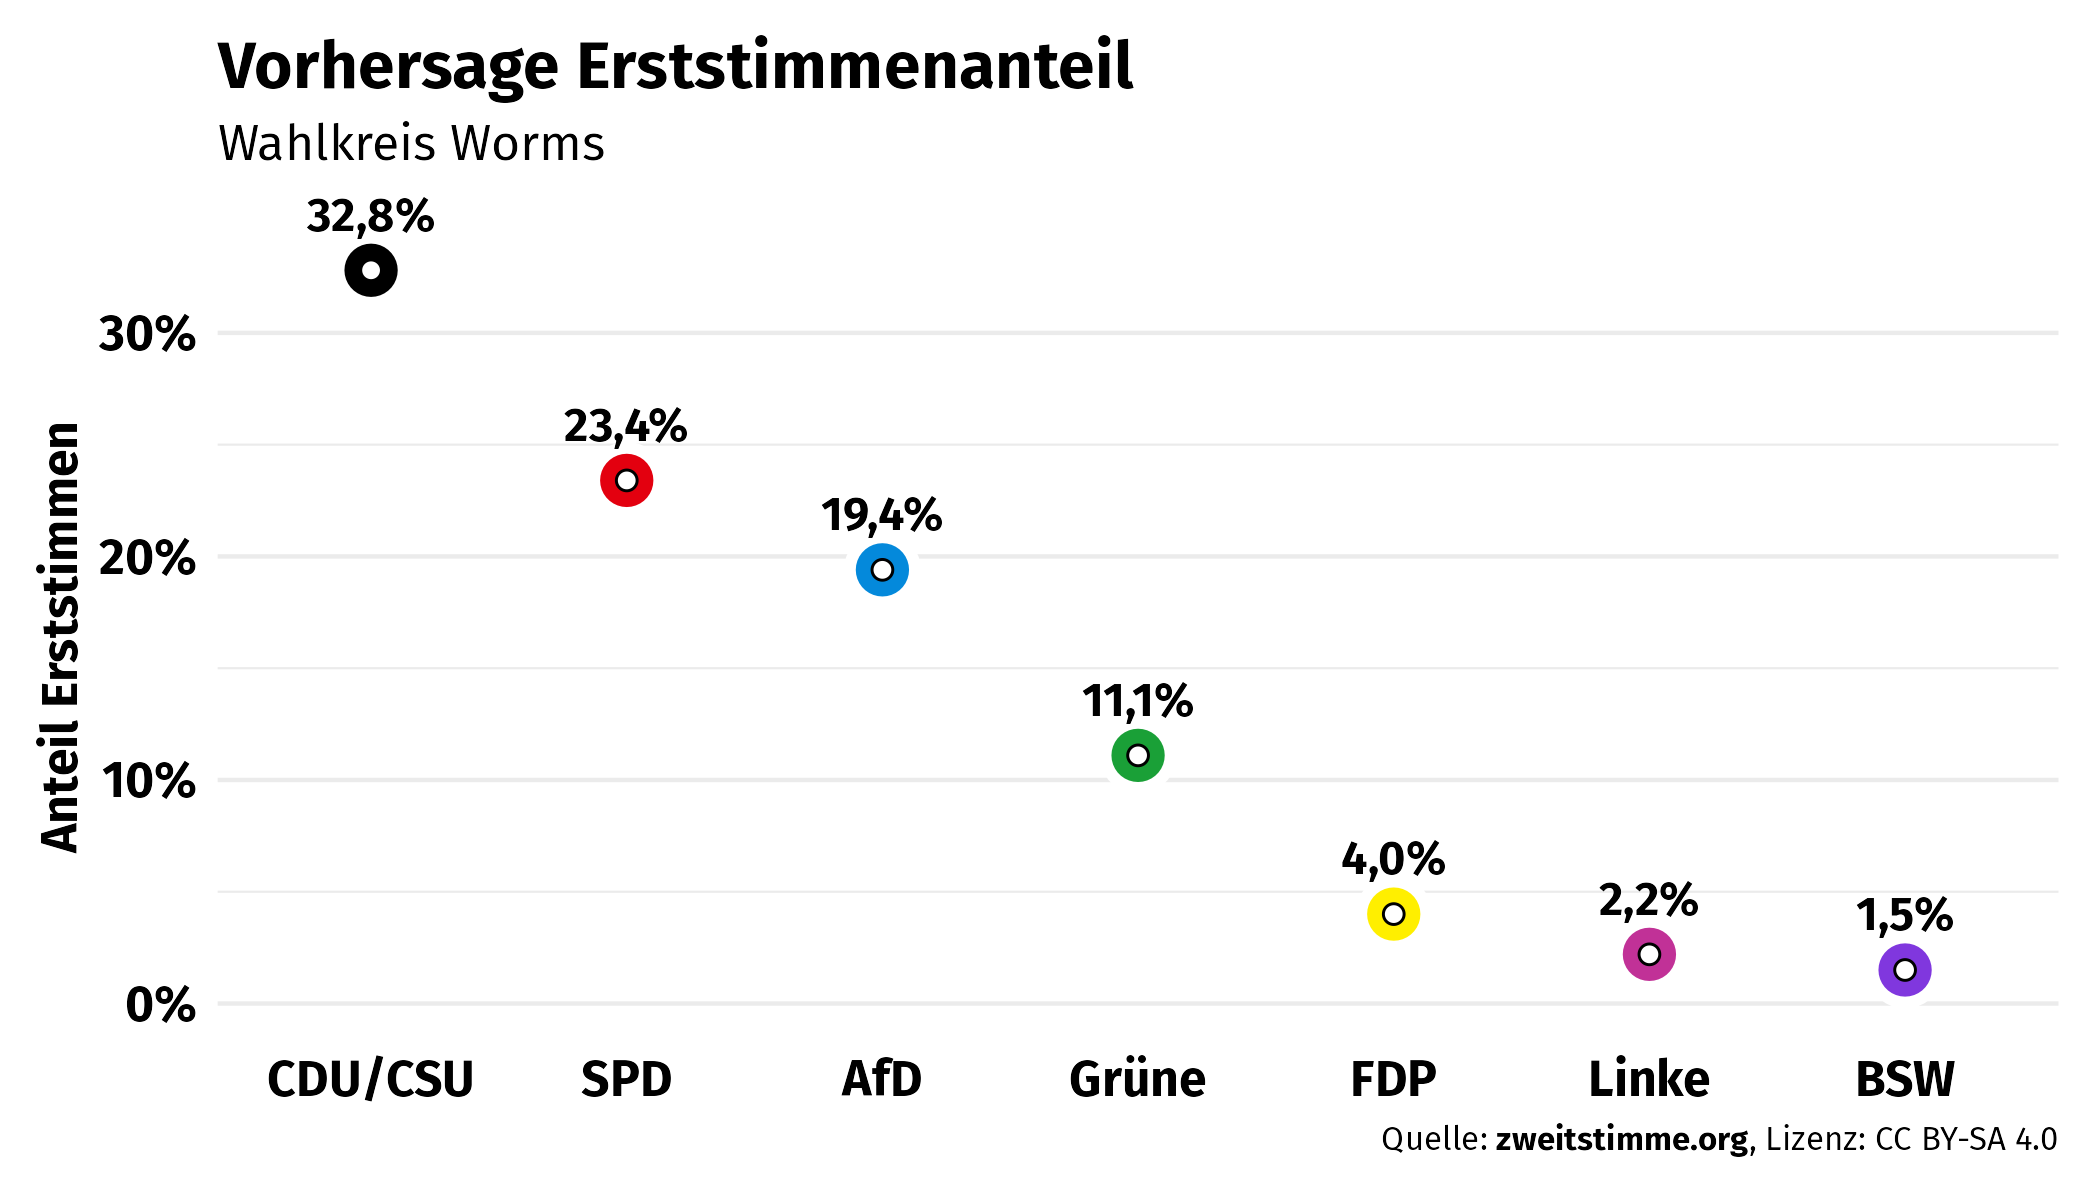 Vorhersage Erststimmenanteil
Wahlkreis Worms
32,8%
30%
23,4%
19,4%
20%
11,1%
10%
4,0%
2,2%
1,5%
0%
Anteil Erststimmen
CDU/CSU SPD AfD Grüne FDP Linke BSW
Quelle: zweitstimme.org, Lizenz: CC BY-SA 4.0